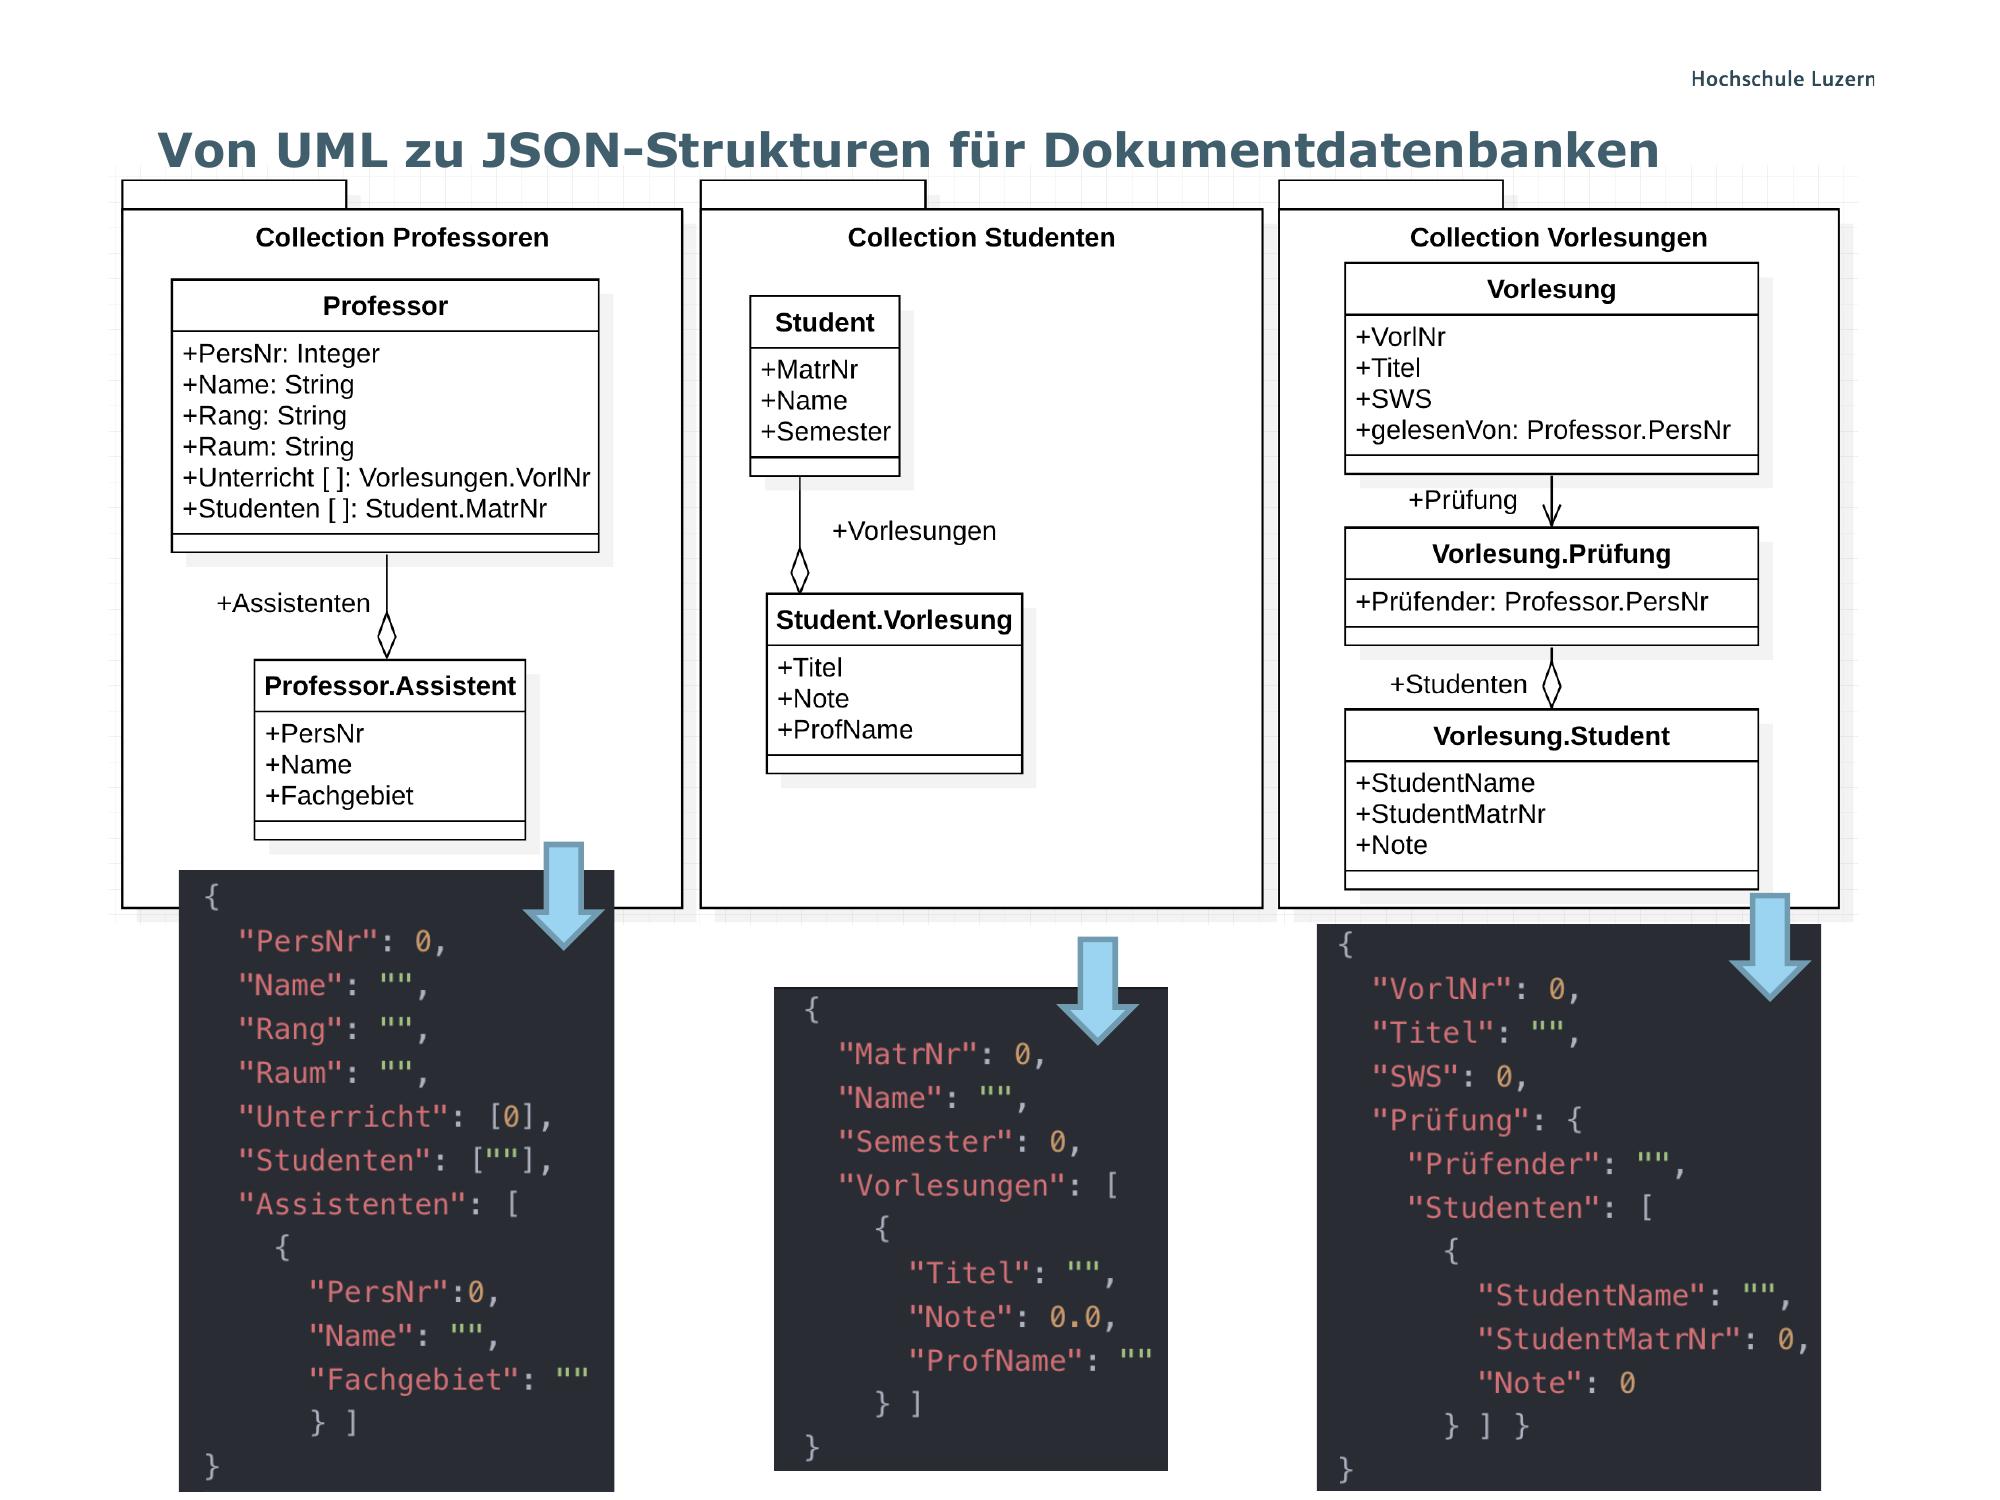 Hochschule Luzern
Von UML zu JSON-Strukturen für Dokumentdatenbanken
Collection Professoren
Professor
+PersNr: Integer
+Name: String
+Rang: String
+Raum: String
+Unterricht [ ]: Vorlesungen.VorlNr
+Studenten [ ]: Student.MatrNr
+Assistenten
Professor.Assistent
+PersNr
+Name
+Fachgebiet
{
"PersNr": 0,
"Name": "",
"Rang": "",
"Raum": "",
"Unterricht": [0],
"Studenten": [""],
"Assistenten": [
{
"PersNr":0,
"Name": "",
"Fachgebiet": ""
} ]
}
Collection Studenten
Student
+MatrNr
+Name
+Semester
+Vorlesungen
Student.Vorlesung
+Titel
+Note
+ProfName
{
"MatrNr": 0,
"Name": "",
"Semester": 0,
"Vorlesungen": [
{
"Titel": "",
"Note": 0.0,
"ProfName": ""
} ]
}
Collection Vorlesungen
Vorlesung
+VorlNr
+Titel
+SWS
+gelesenVon: Professor.PersNr
+Prüfung
Vorlesung.Prüfung
+Prüfender: Professor.PersNr
+Studenten
Vorlesung.Student
+StudentName
+StudentMatrNr
+Note
{
"VorlNr": 0,
"Titel": "",
"SWS": 0,
"Prüfung": {
"Prüfender": "",
"Studenten": [
{
"StudentName": "",
"StudentMatrNr": 0,
"Note": 0
} ] }
}